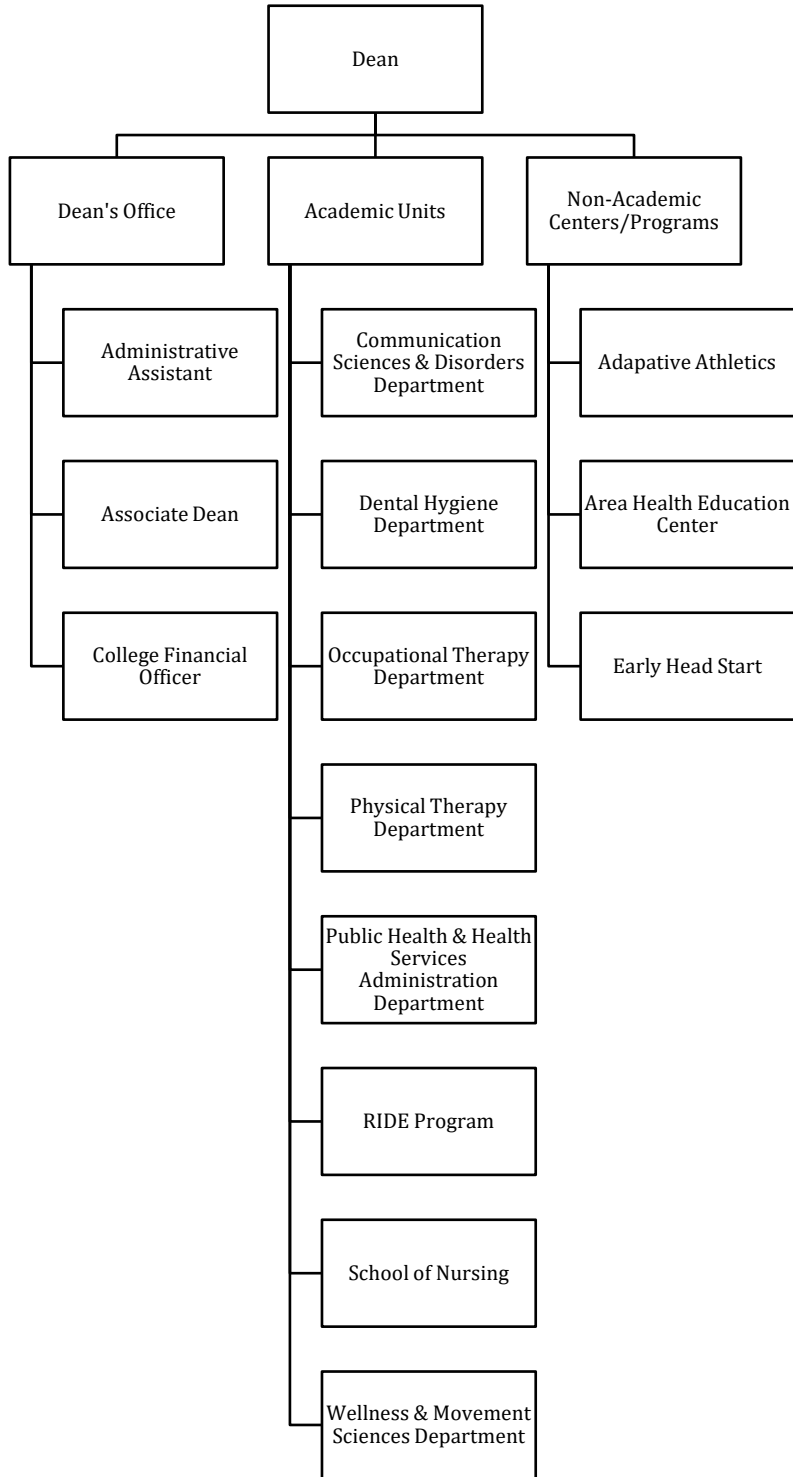 Dean
Dean's Office
Administrative
Assistant
Associate Dean
College Financial
Officer
Academic Units
Communication
Sciences & Disorders
Department
Dental Hygiene
Department
Occupational Therapy
Department
Physical Therapy
Department
Public Health & Health
Services
Administration
Department
RIDE Program
School of Nursing
Wellness & Movement
Sciences Department
Non-Academic
Centers/Programs
Adapative Athletics
Area Health Education
Center
Early Head Start